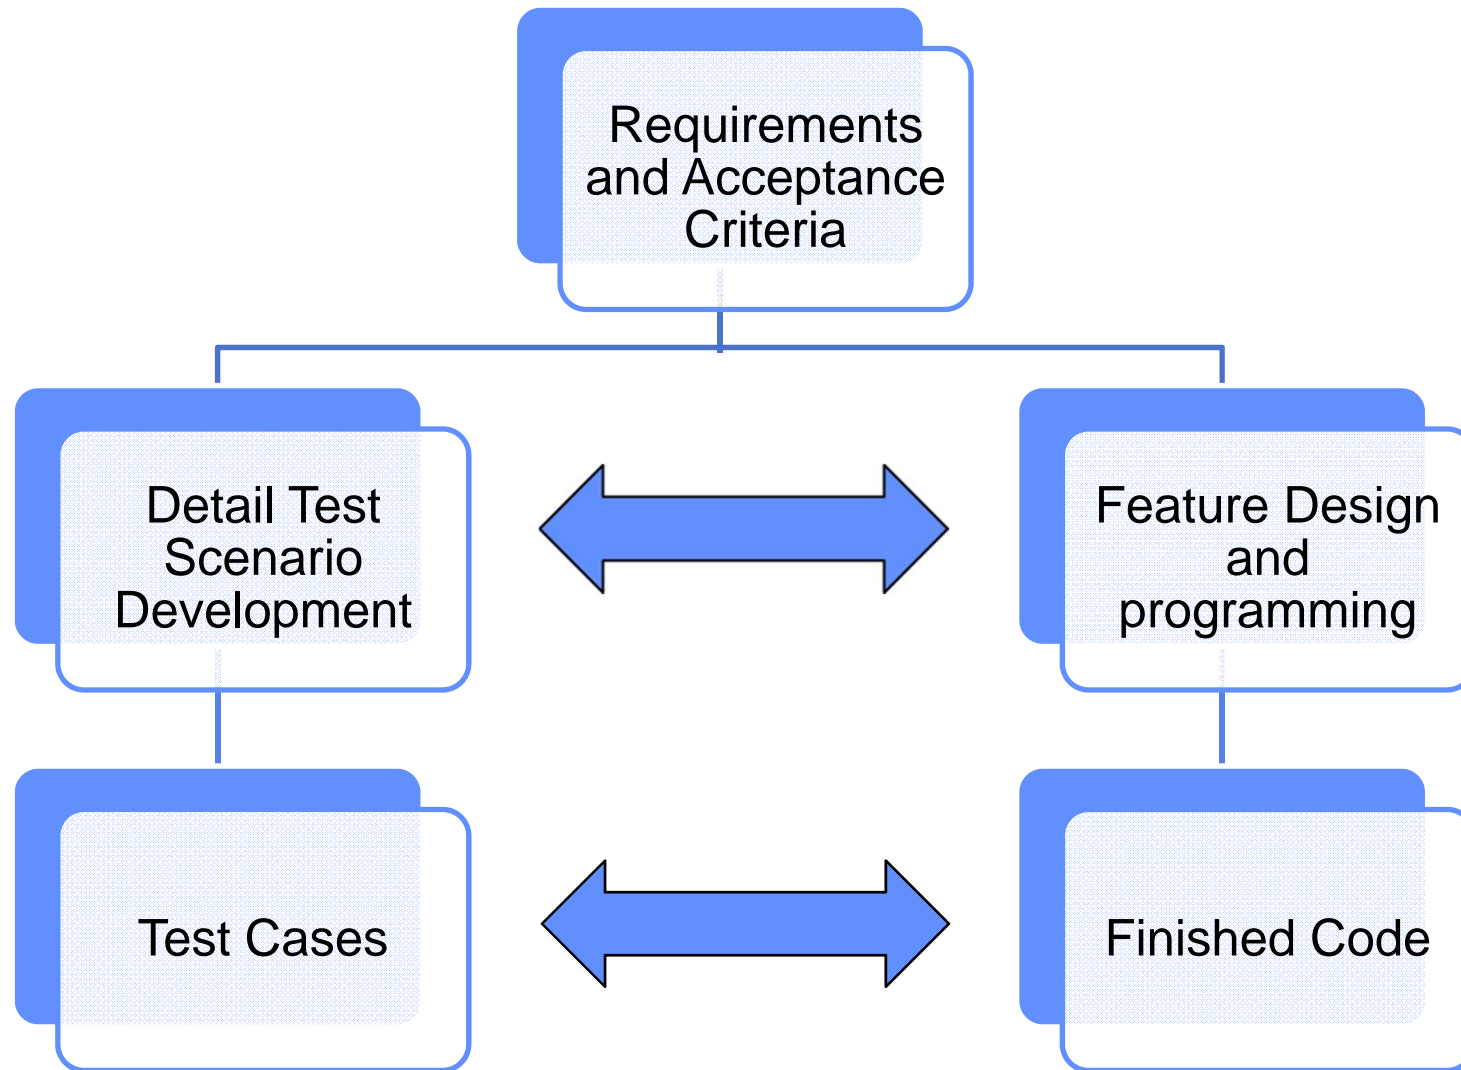 Requirements
and Acceptance
Criteria
Detail Test
Scenario
Development
Feature Design
and
programming
Test Cases
Finished Code